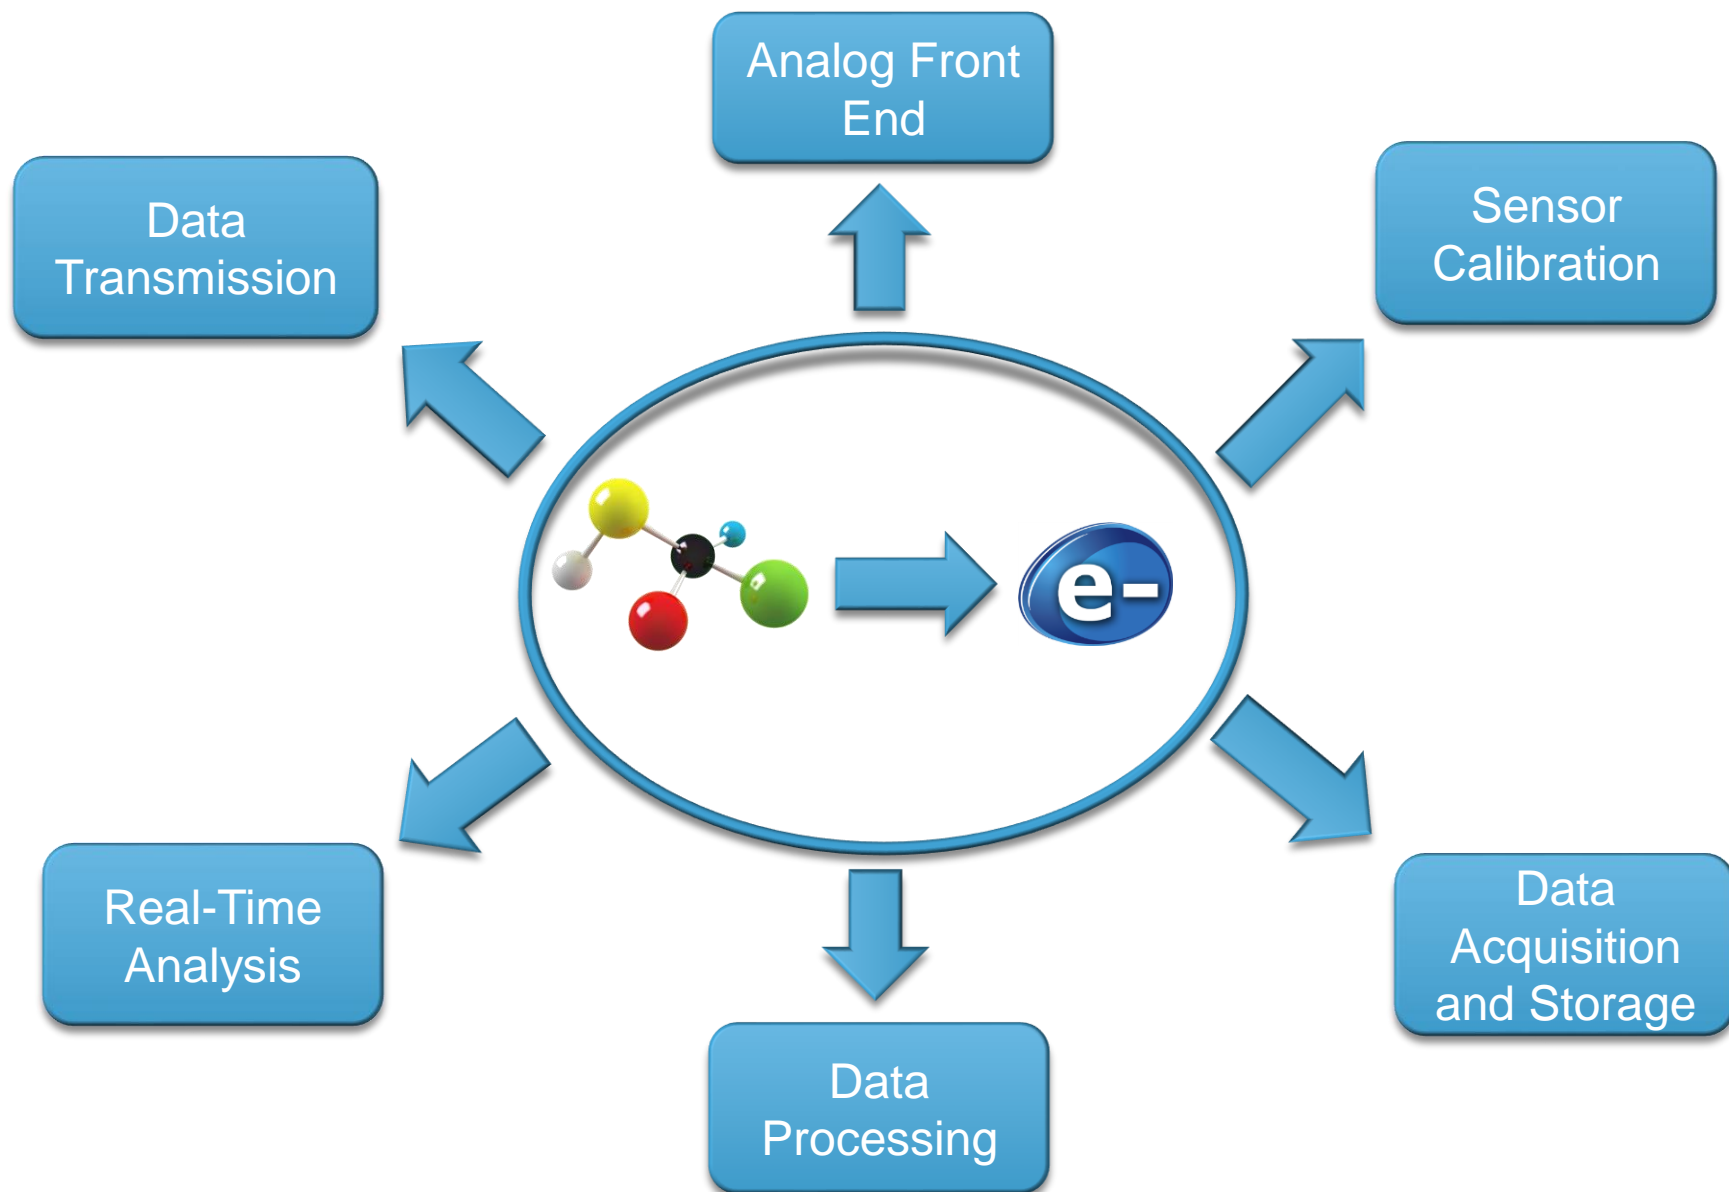 Analog Front
End
Data
Transmission
Sensor
Calibration
e-
Real-Time
Analysis
Data
Acquisition
and Storage
Data
Processing